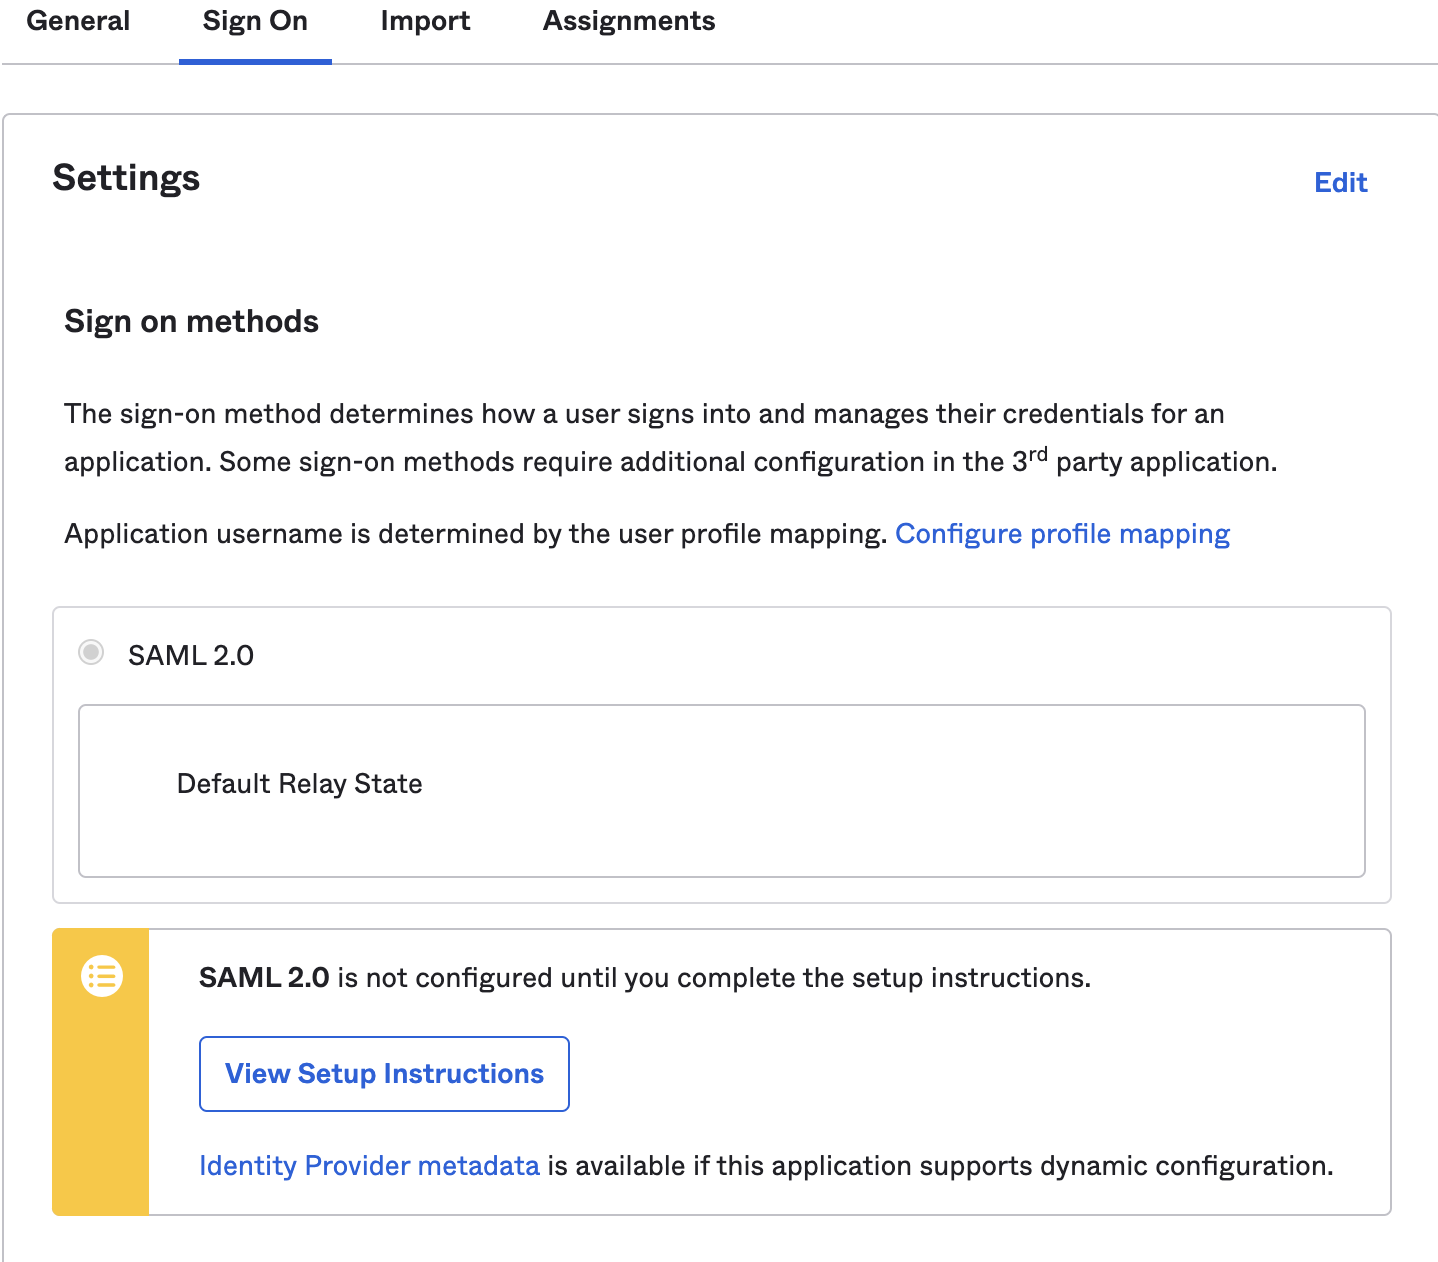 General Sign On Import Assignments
Settings
Edit
Sign on methods
The sign-on method determines how a user signs into and manages their credentials for an
application. Some sign-on methods require additional configuration in the 3rd party application.
Application username is determined by the user profile mapping. Configure profile mapping
SAML 2.0
Default Relay State
SAML 2.0 is not configured until you complete the setup instructions.
View Setup Instructions
Identity Provider metadata is available if this application supports dynamic configuration.